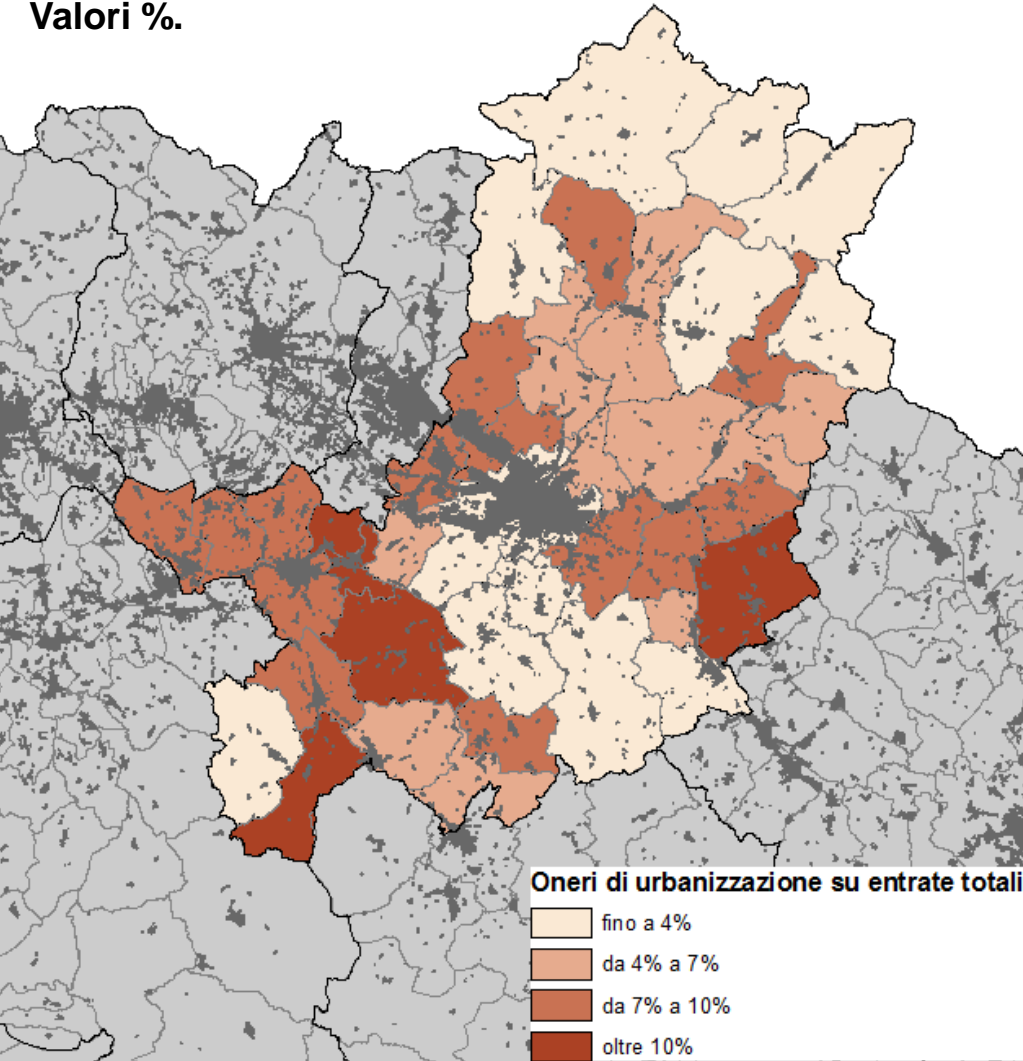 Valori %.
Oneri di urbanizzazione su entrate totali
fino a 4%
da 4% a 7%
da 7% a 10%
oltre 10%